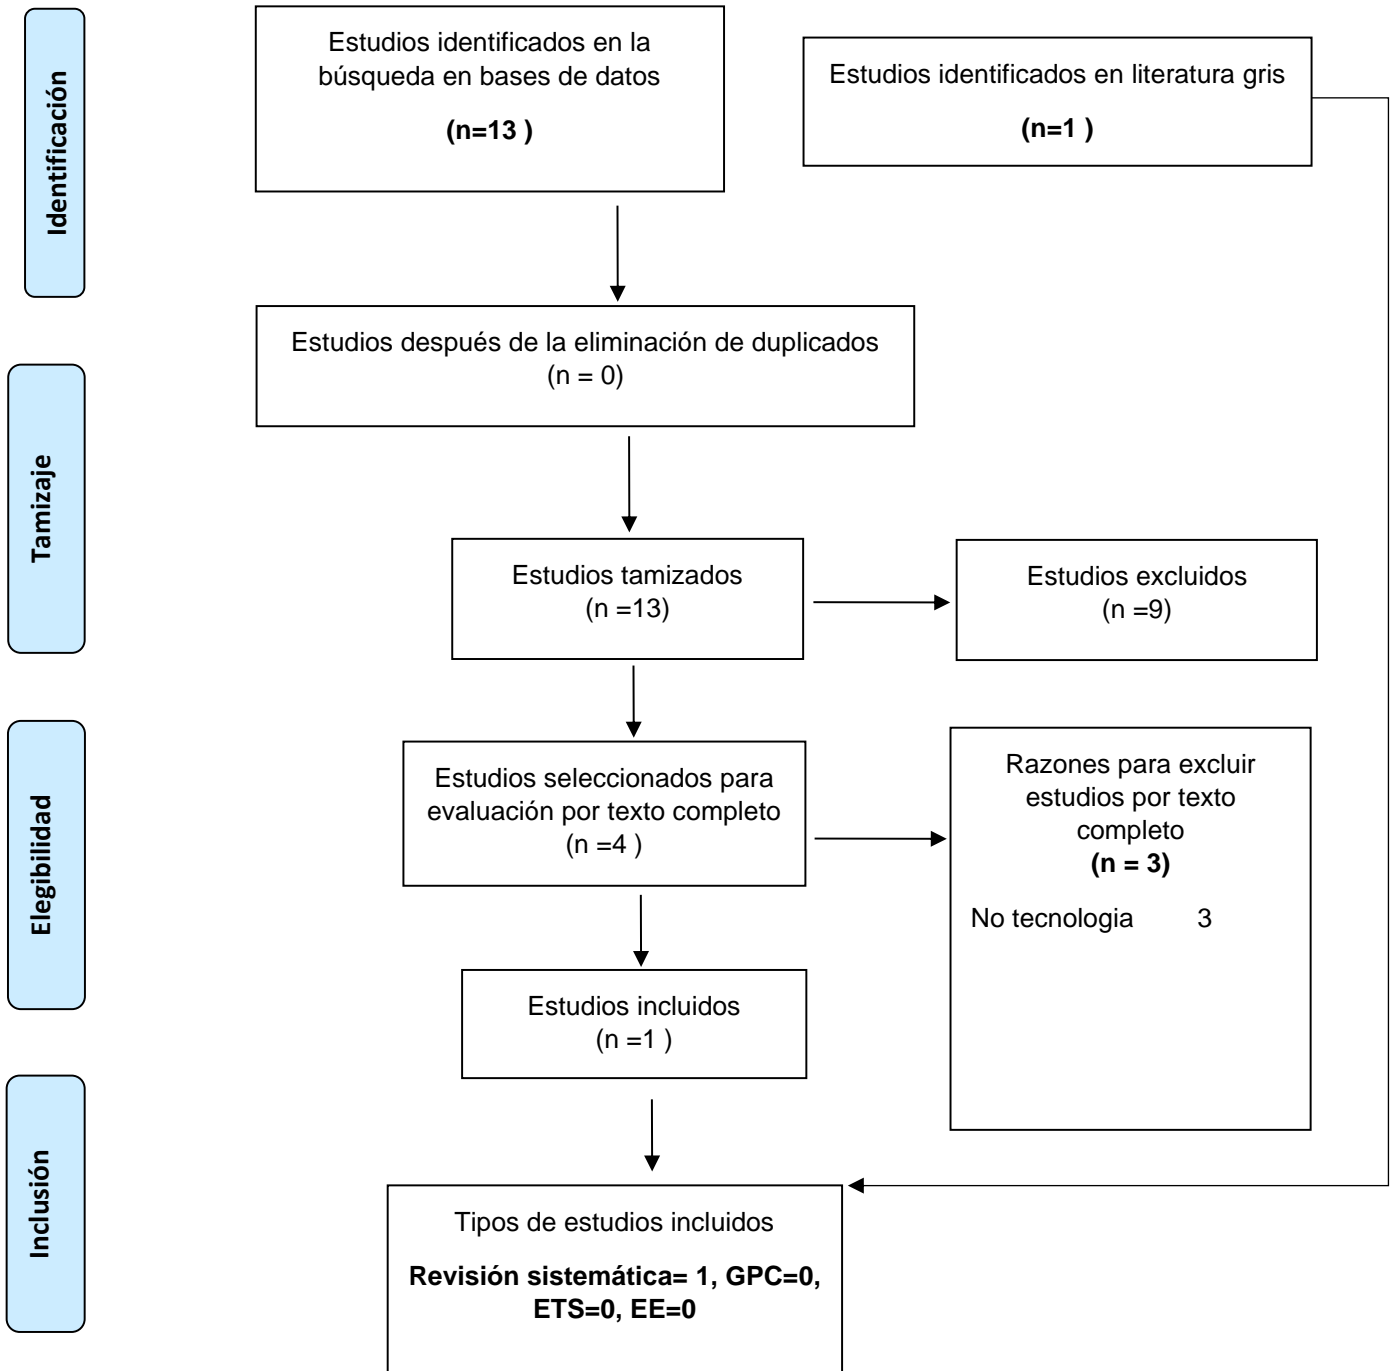 Identificación
Estudios identificados en la
búsqueda en bases de datos
(n=13 )
Estudios identificados en literatura gris
(n=1 )
Estudios después de la eliminación de duplicados
(n = 0)
Tamizaje
Estudios tamizados
(n =13)
Estudios excluidos
(n =9)
Elegibilidad
Estudios seleccionados para
evaluación por texto completo
(n =4 )
Razones para excluir
estudios por texto
completo
(n = 3)
No tecnologia 3
Estudios incluidos
(n =1 )
Inclusión
Tipos de estudios incluidos
Revisión sistemática= 1, GPC=0,
ETS=0, EE=0